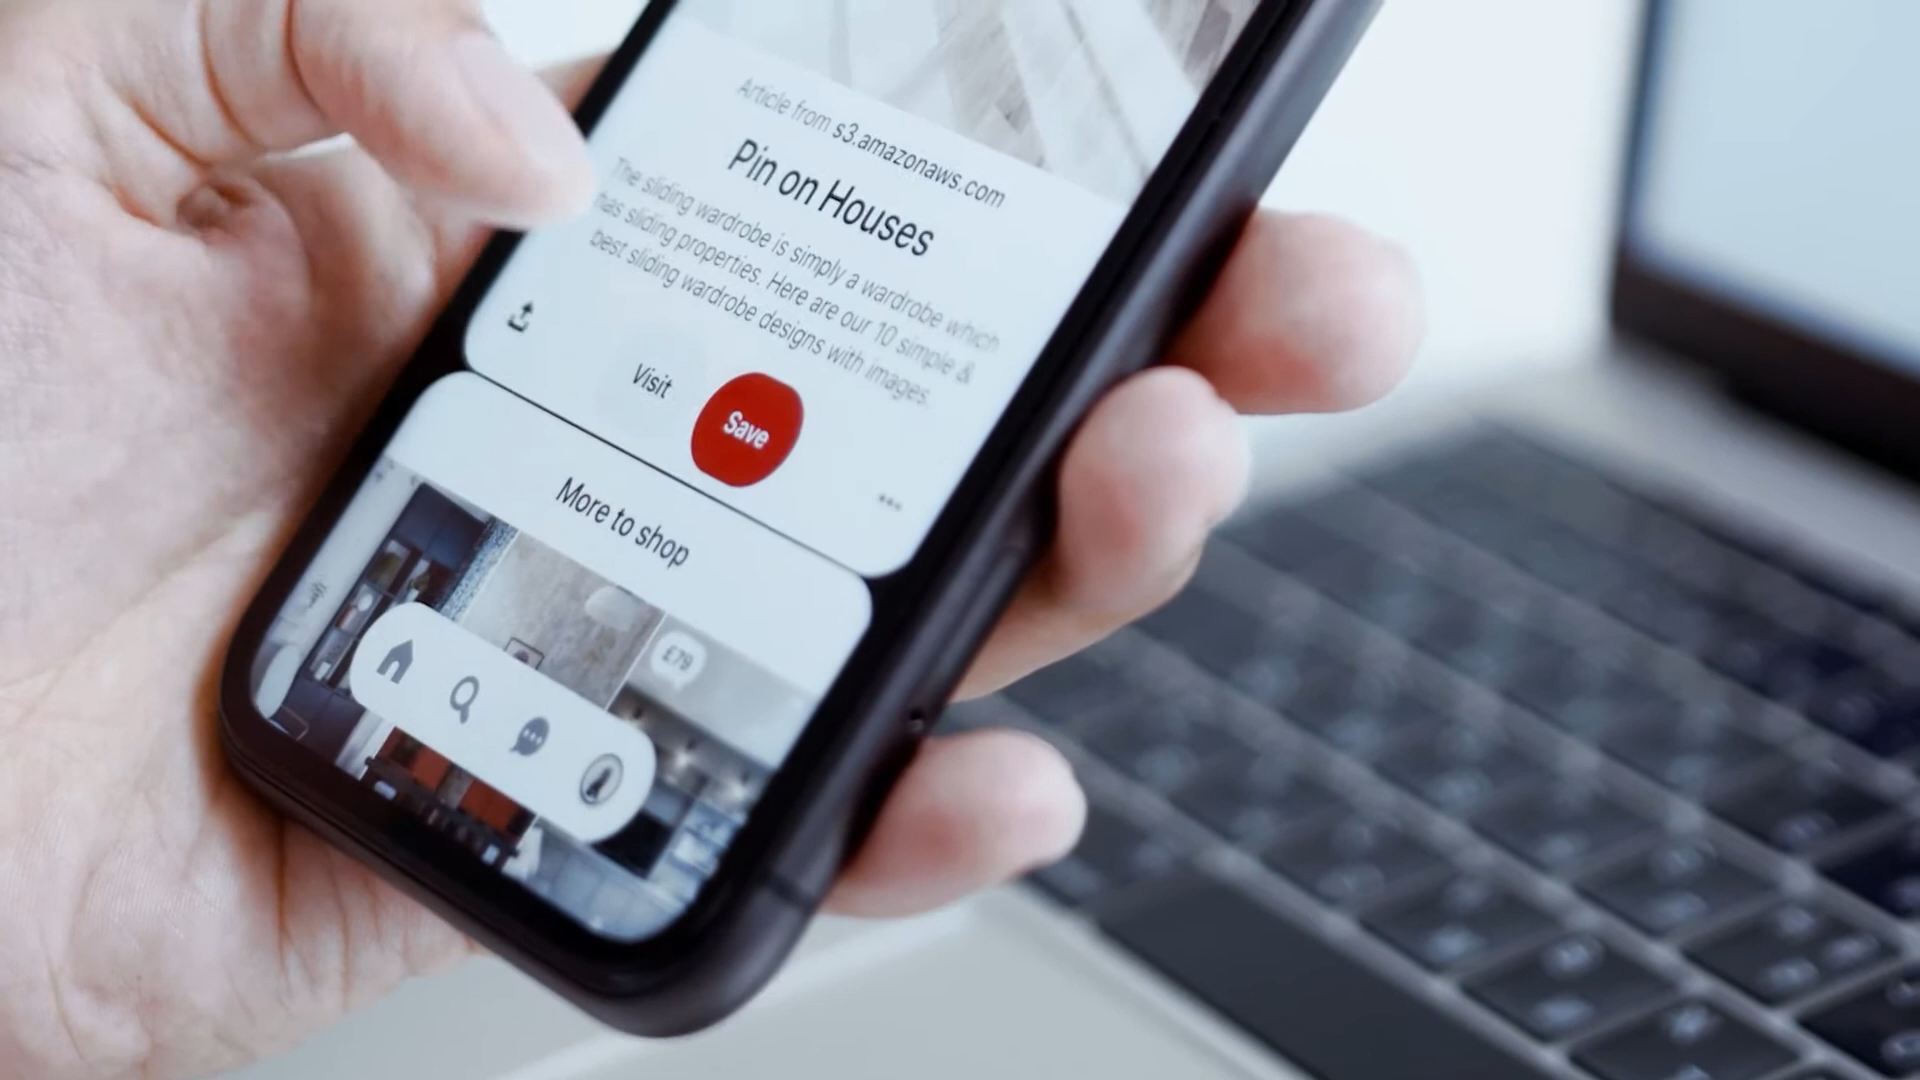 Article from s3.amazonaws.com
Pin on Houses
The sliding wardrobe is simply a wardrobe which
has sliding properties. Here are our 10 simple &
best sliding wardrobe designs with images.
Visit
Save
More to shop
£79